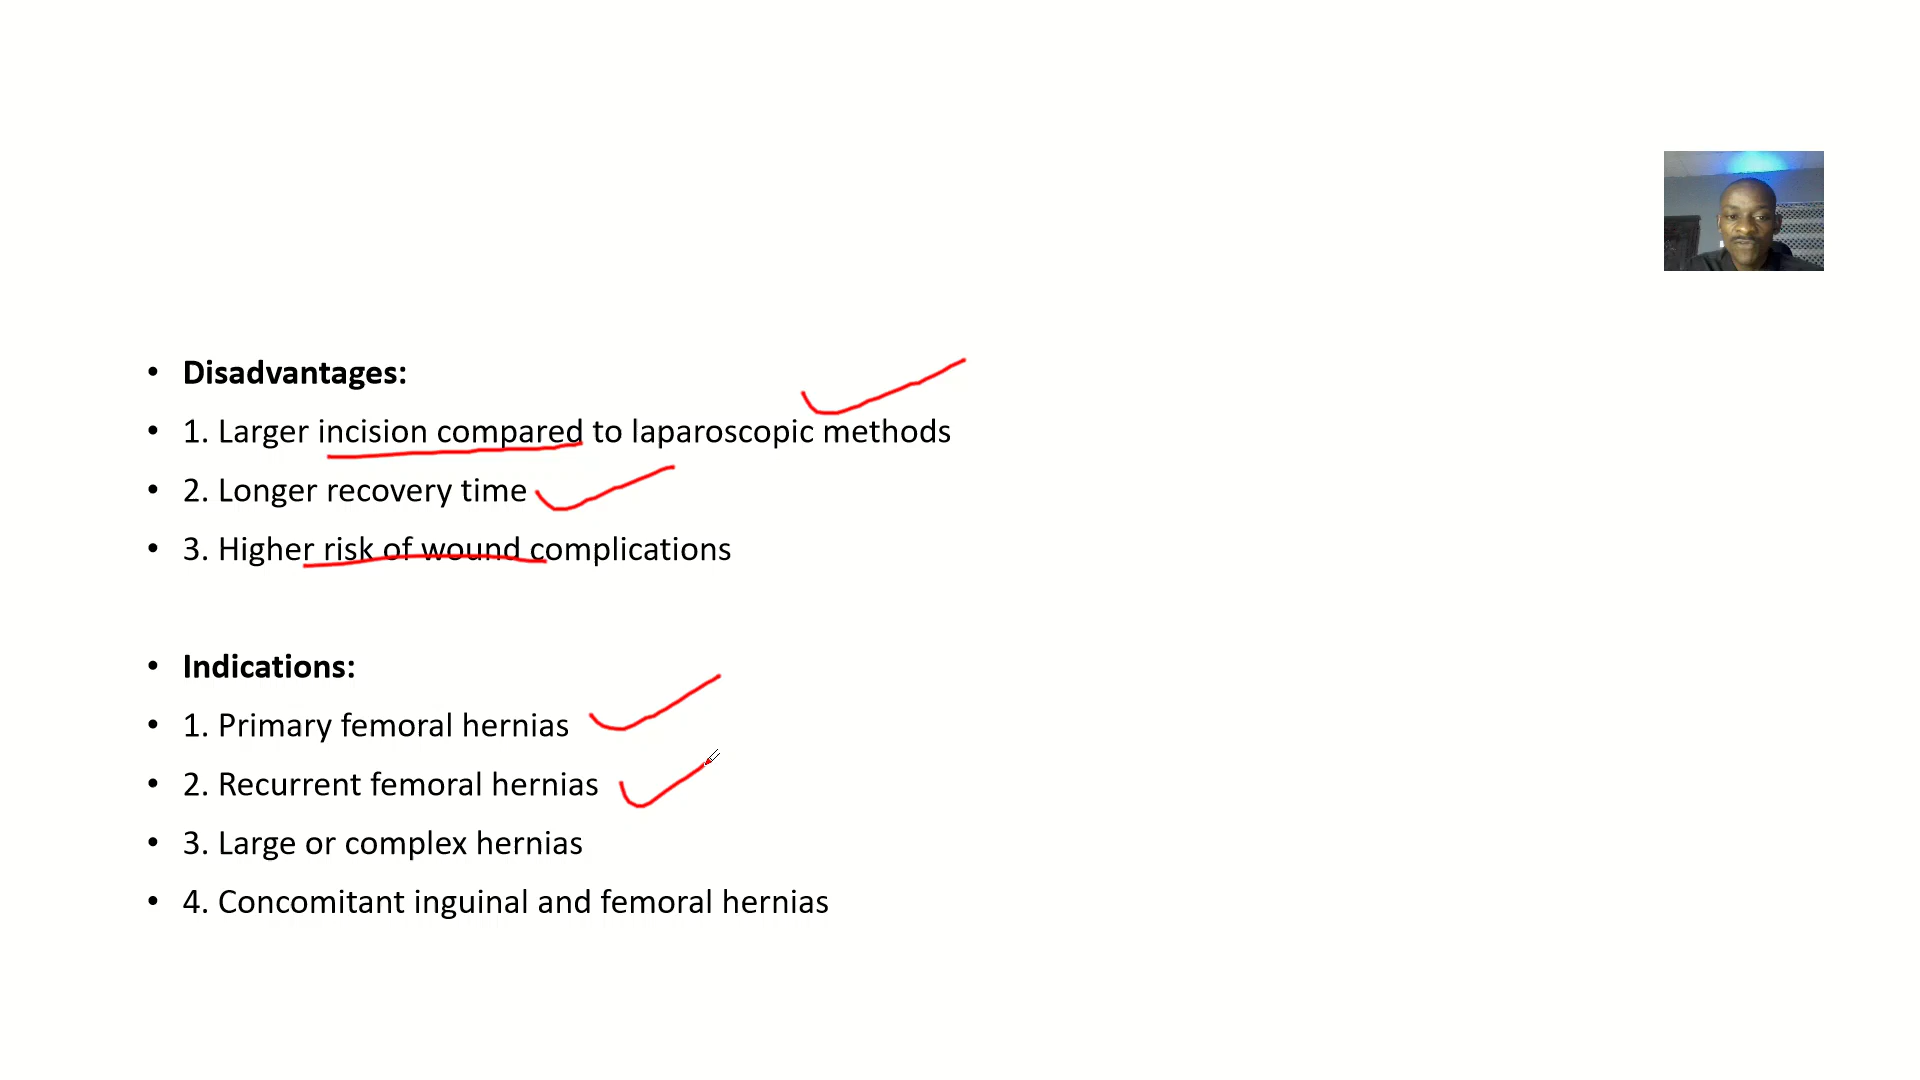 • Disadvantages:
• 1. Larger incision compared to laparoscopic methods
• 2. Longer recovery time
• 3. Higher risk of wound complications
• Indications:
• 1. Primary femoral hernias
• 2. Recurrent femoral hernias
• 3. Large or complex hernias
• 4. Concomitant inguinal and femoral hernias